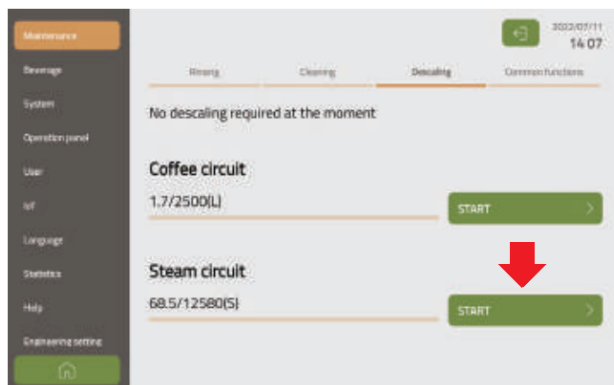 Maintenance
2022/07/11
14:07
Beverage
Rinsing
Cleaning
Descaling
Common functions
System
No descaling required at the moment
Operation panel
User
Coffee circuit
IoT
1.7/2500(L)
START
Language
Statistics
Steam circuit
Help
68.5/12580(S)
START
Engineering setting